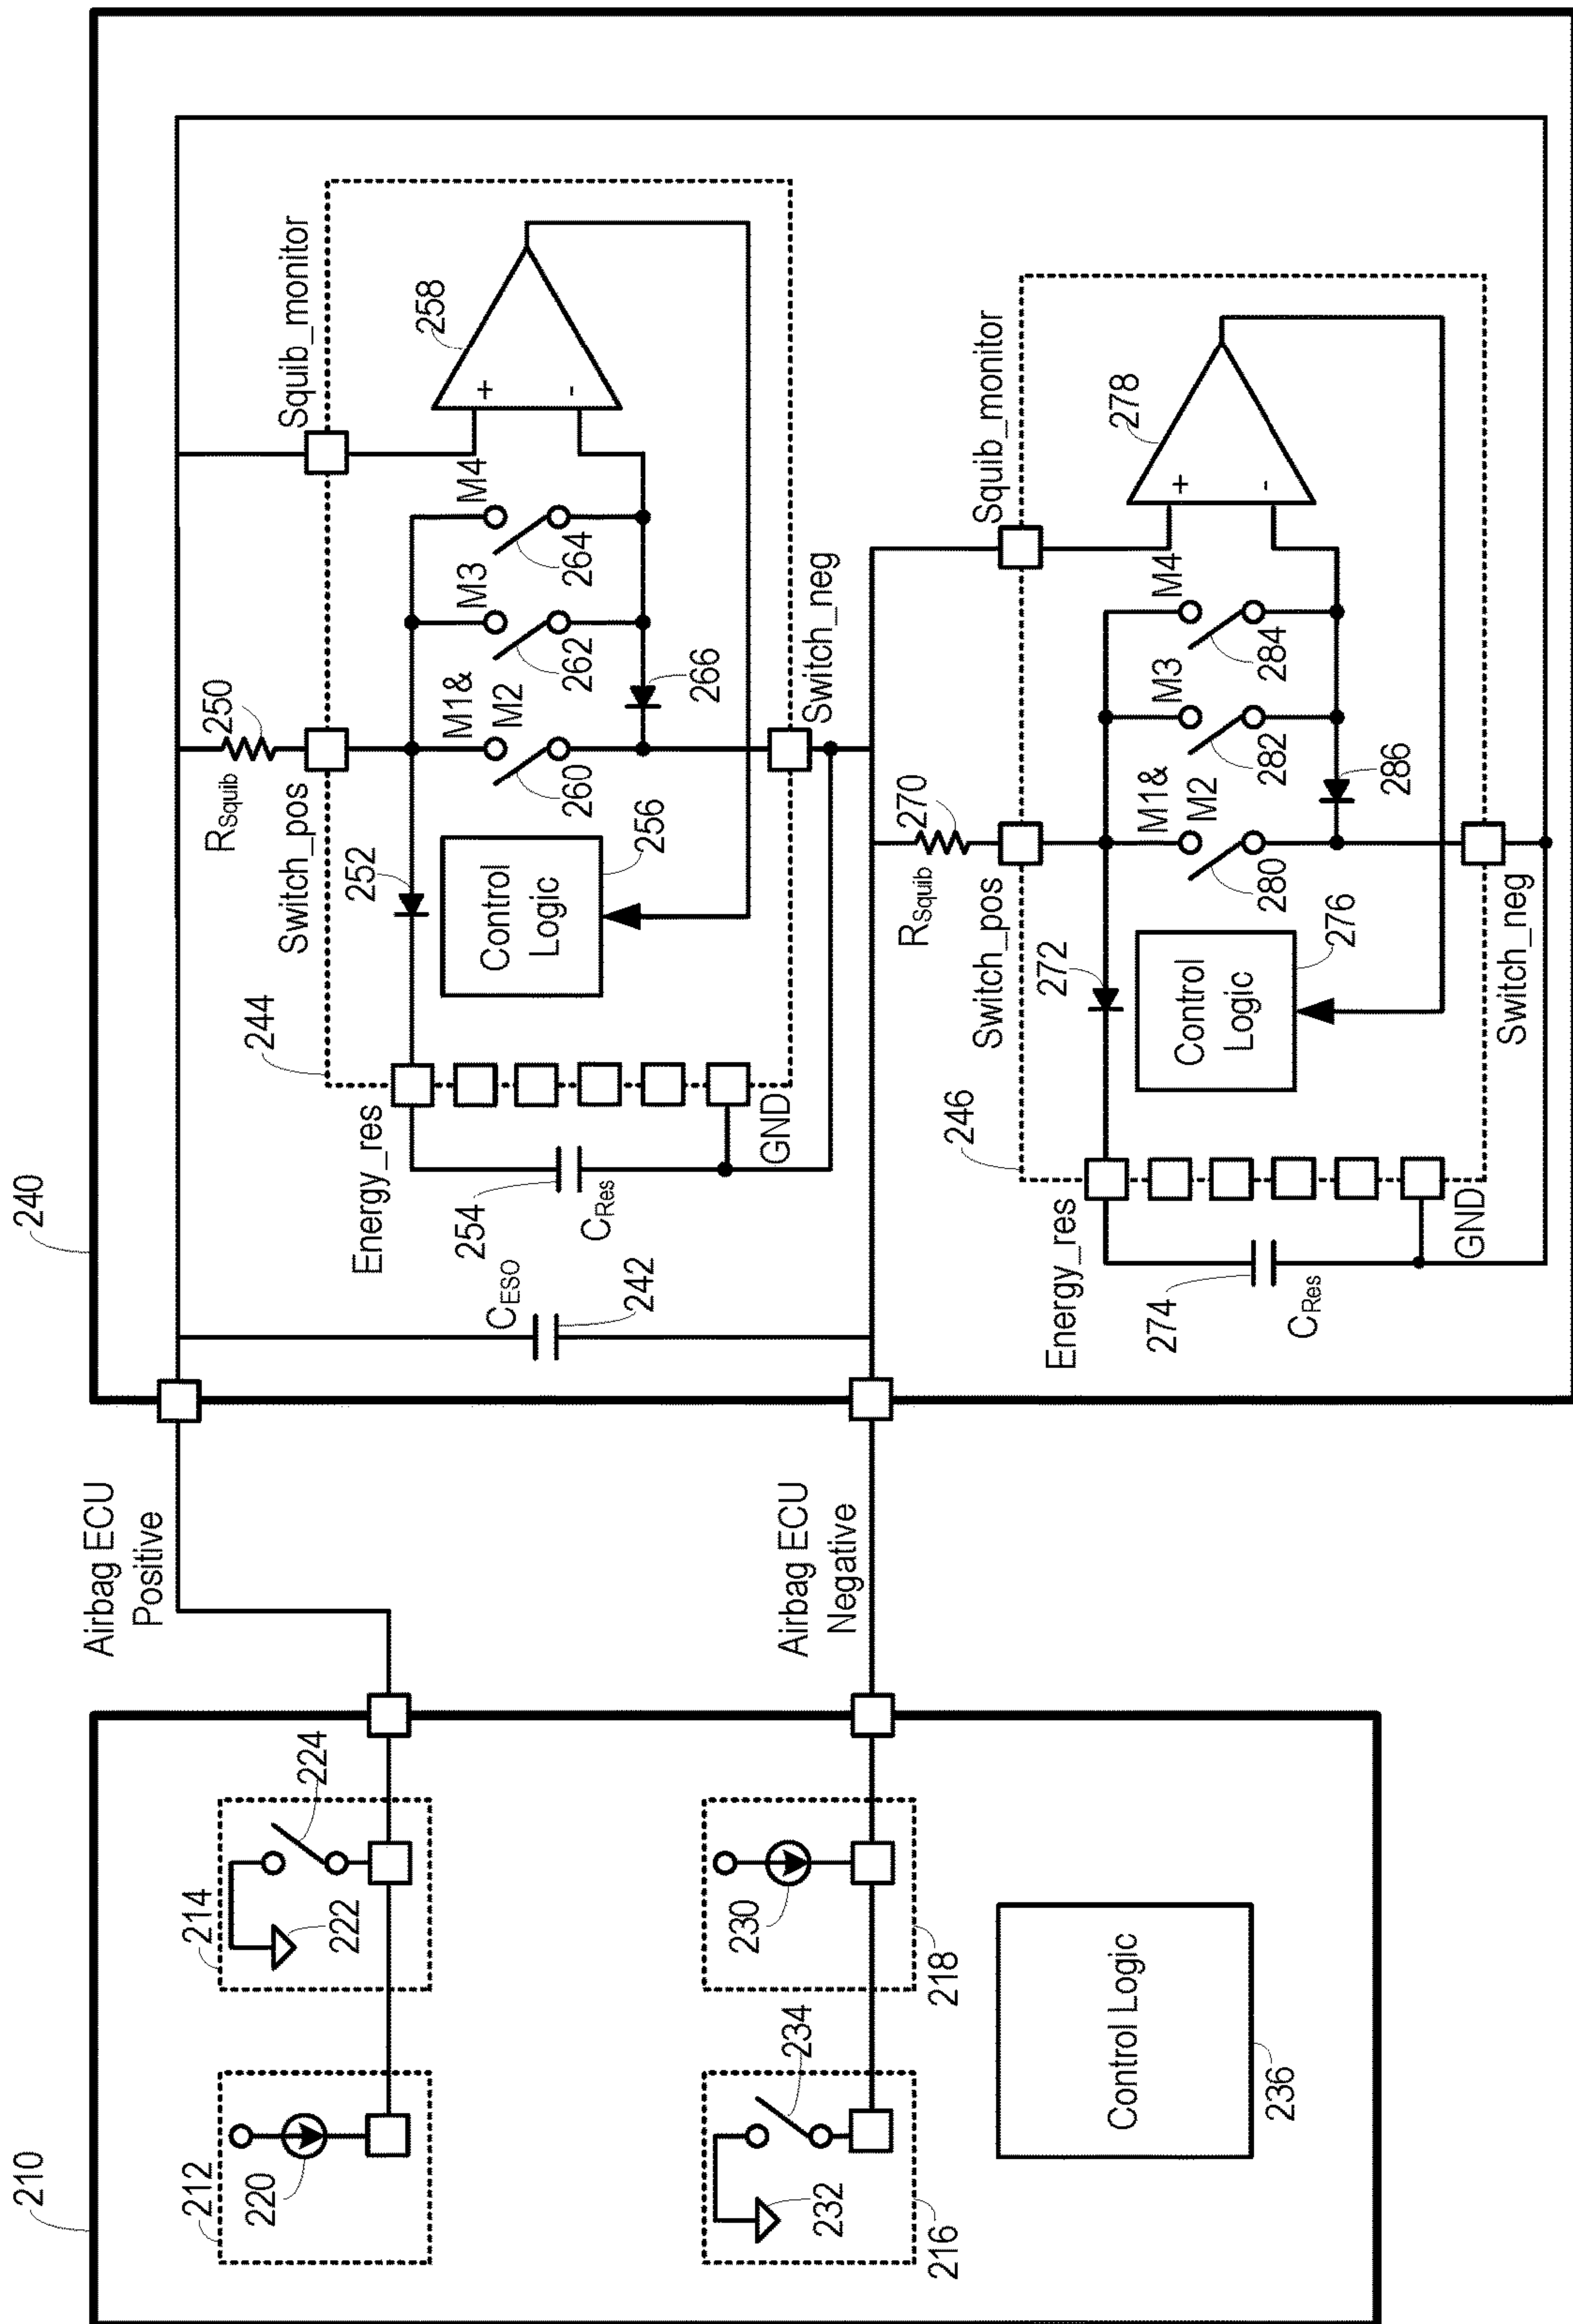 210
212
220
214
222
224
216
232
234
218
230
Control Logic
236
Airbag ECU
Positive
Airbag ECU
Negative
240
CESO
242
244
Energy_res
254
CRes
GND
RSquib
250
Switch_pos
252
Control
Logic
256
M1&
M2
260
M3
262
M4
264
266
Squib_monitor
+
-
258
Switch_neg
246
Energy_res
274
CRes
GND
RSquib
270
Switch_pos
272
Control
Logic
276
M1&
M2
280
M3
282
M4
284
286
Squib_monitor
+
-
278
Switch_neg